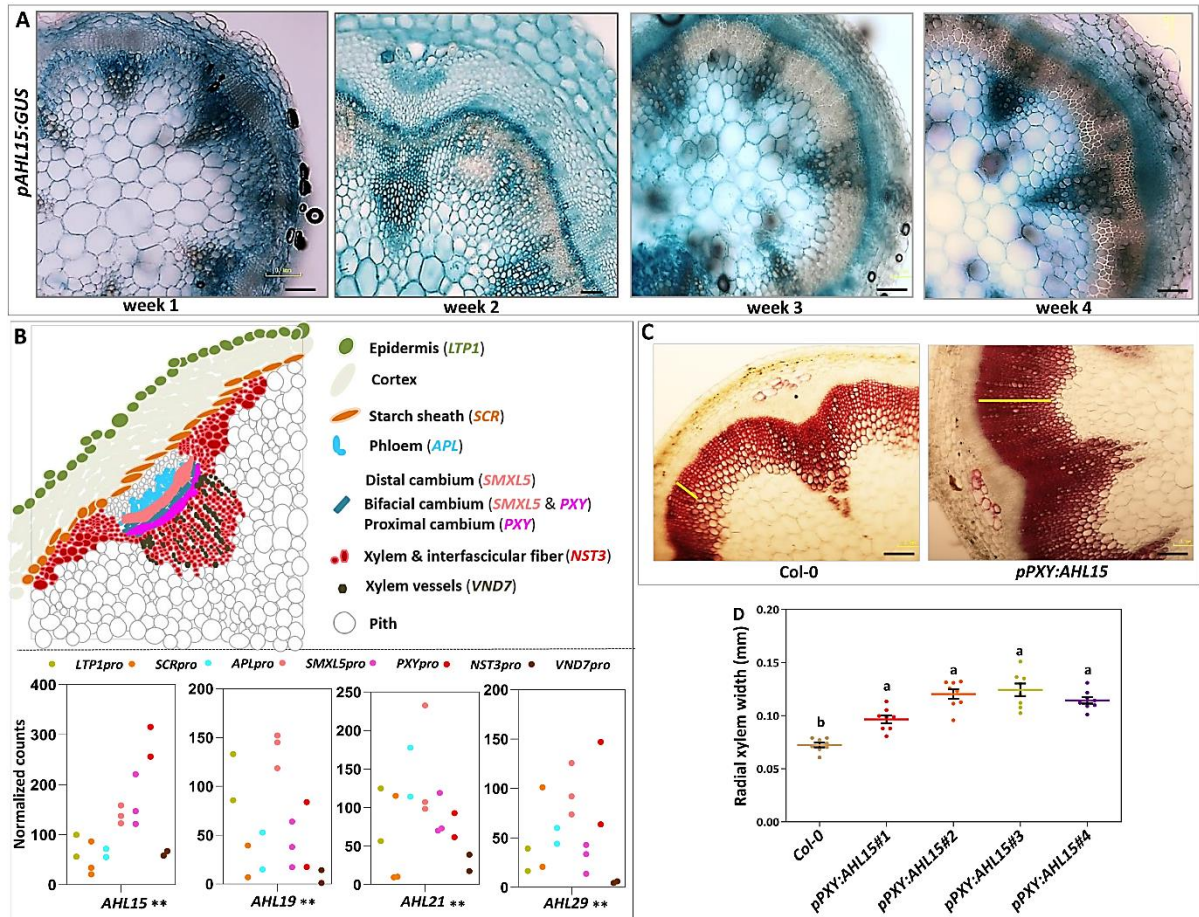 A
pAHL15:GUS
week 1
week 2
week 3
week 4
B
Epidermis (LTP1)
Cortex
Starch sheath (SCR)
Phloem (APL)
Distal cambium (SMXL5)
Bifacial cambium (SMXL5 & PXY)
Proximal cambium (PXY)
Xylem & interfascicular fiber (NST3)
Xylem vessels (VND7)
Pith
LTP1pro SCRpro APLpro SMXL5pro PXYpro NST3pro VND7pro
Normalized counts
400
300
200
100
0
AHL15 **
200
150
100
50
0
AHL19 **
250
200
150
100
50
0
AHL21 **
200
150
100
50
0
AHL29 **
C
Col-0
pPXY:AHL15
D
Radial xylem width (mm)
0.20
0.15
0.10
0.05
0.00
b
a
a
a
a
Col-0
pPXY:AHL15#1
pPXY:AHL15#2
pPXY:AHL15#3
pPXY:AHL15#4